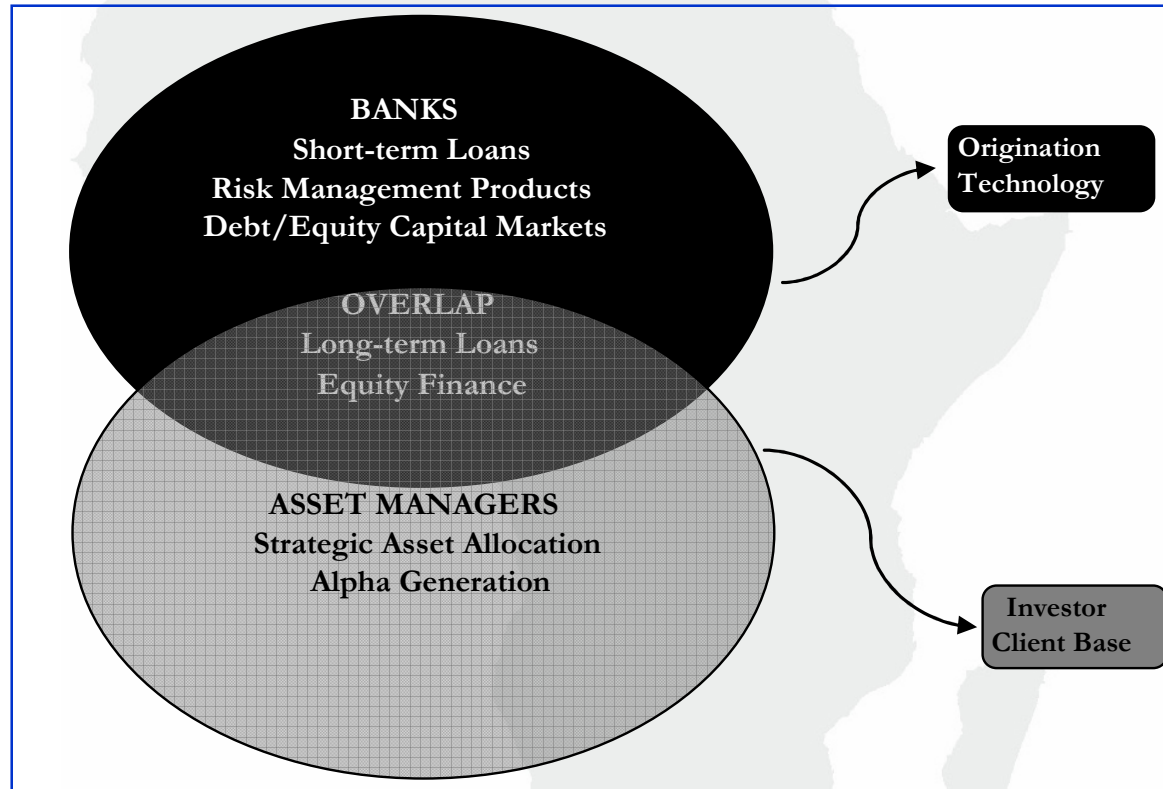 BANKS
Short-term Loans
Risk Management Products
Debt/Equity Capital Markets
OVERLAP
Long-term Loans
Equity Finance
ASSET MANAGERS
Strategic Asset Allocation
Alpha Generation
Origination
Technology
Investor
Client Base